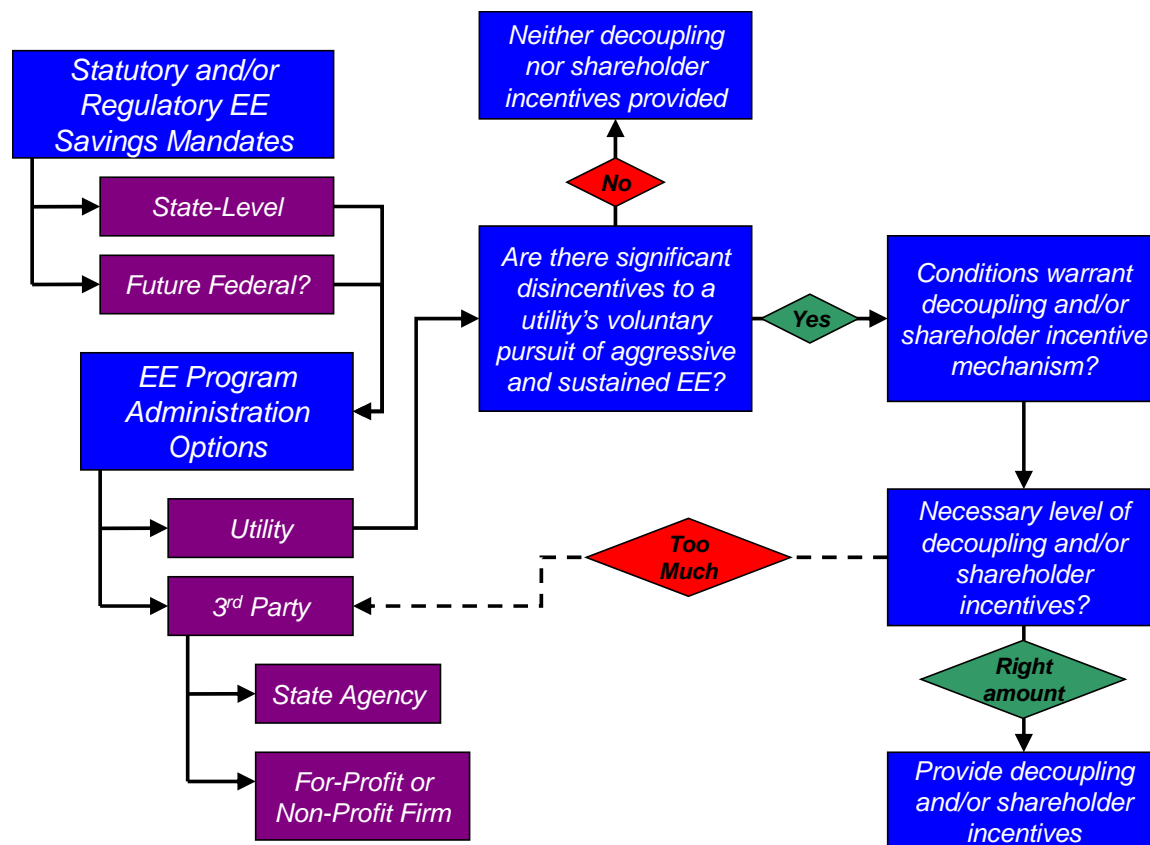 Statutory and/or
Regulatory EE
Savings Mandates
State-Level
Future Federal?
EE Program
Administration
Options
Utility
3rd Party
State Agency
For-Profit or
Non-Profit Firm
Neither decoupling
nor shareholder
incentives provided
No
Are there significant
disincentives to a
utility’s voluntary
pursuit of aggressive
and sustained EE?
Yes
Conditions warrant
decoupling and/or
shareholder incentive
mechanism?
Necessary level of
decoupling and/or
shareholder
incentives?
Too
Much
Right
amount
Provide decoupling
and/or shareholder
incentives